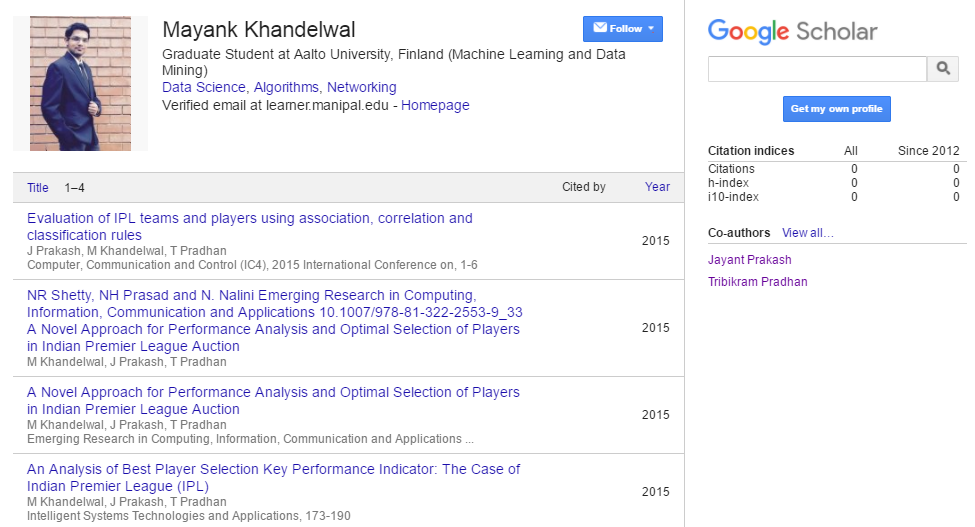 Mayank Khandelwal
Follow
Graduate Student at Aalto University, Finland (Machine Learning and Data
Mining)
Data Science, Algorithms, Networking
Verified email at learner.manipal.edu - Homepage
Title 1–4 Cited by Year
Evaluation of IPL teams and players using association, correlation and
classification rules
J Prakash, M Khandelwal, T Pradhan
Computer, Communication and Control (IC4), 2015 International Conference on, 1-6
2015
NR Shetty, NH Prasad and N. Nalini Emerging Research in Computing,
Information, Communication and Applications 10.1007/978-81-322-2553-9_33
A Novel Approach for Performance Analysis and Optimal Selection of Players
in Indian Premier League Auction
M Khandelwal, J Prakash, T Pradhan
2015
A Novel Approach for Performance Analysis and Optimal Selection of Players
in Indian Premier League Auction
M Khandelwal, J Prakash, T Pradhan
Emerging Research in Computing, Information, Communication and Applications ...
2015
An Analysis of Best Player Selection Key Performance Indicator: The Case of
Indian Premier League (IPL)
M Khandelwal, J Prakash, T Pradhan
Intelligent Systems Technologies and Applications, 173-190
2015
Google Scholar
Get my own profile
Citation indices All Since 2012
Citations 0 0
h-index 0 0
i10-index 0 0
Co-authors View all…
Jayant Prakash
Tribikram Pradhan